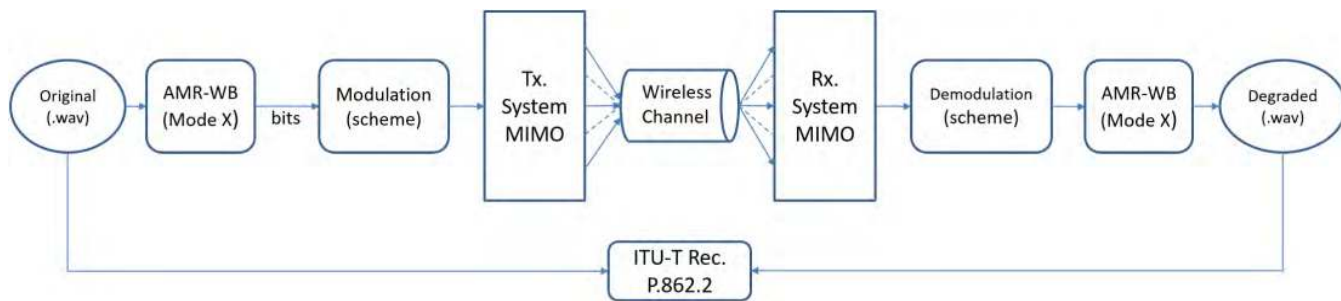 Original
(.wav)
AMR-WB
(Mode X)
bits
Modulation
(scheme)
Tx.
System
MIMO
Wireless
Channel
Rx.
System
MIMO
Demodulation
(scheme)
AMR-WB
(Mode X)
Degraded
(.wav)
ITU-T Rec.
P.862.2